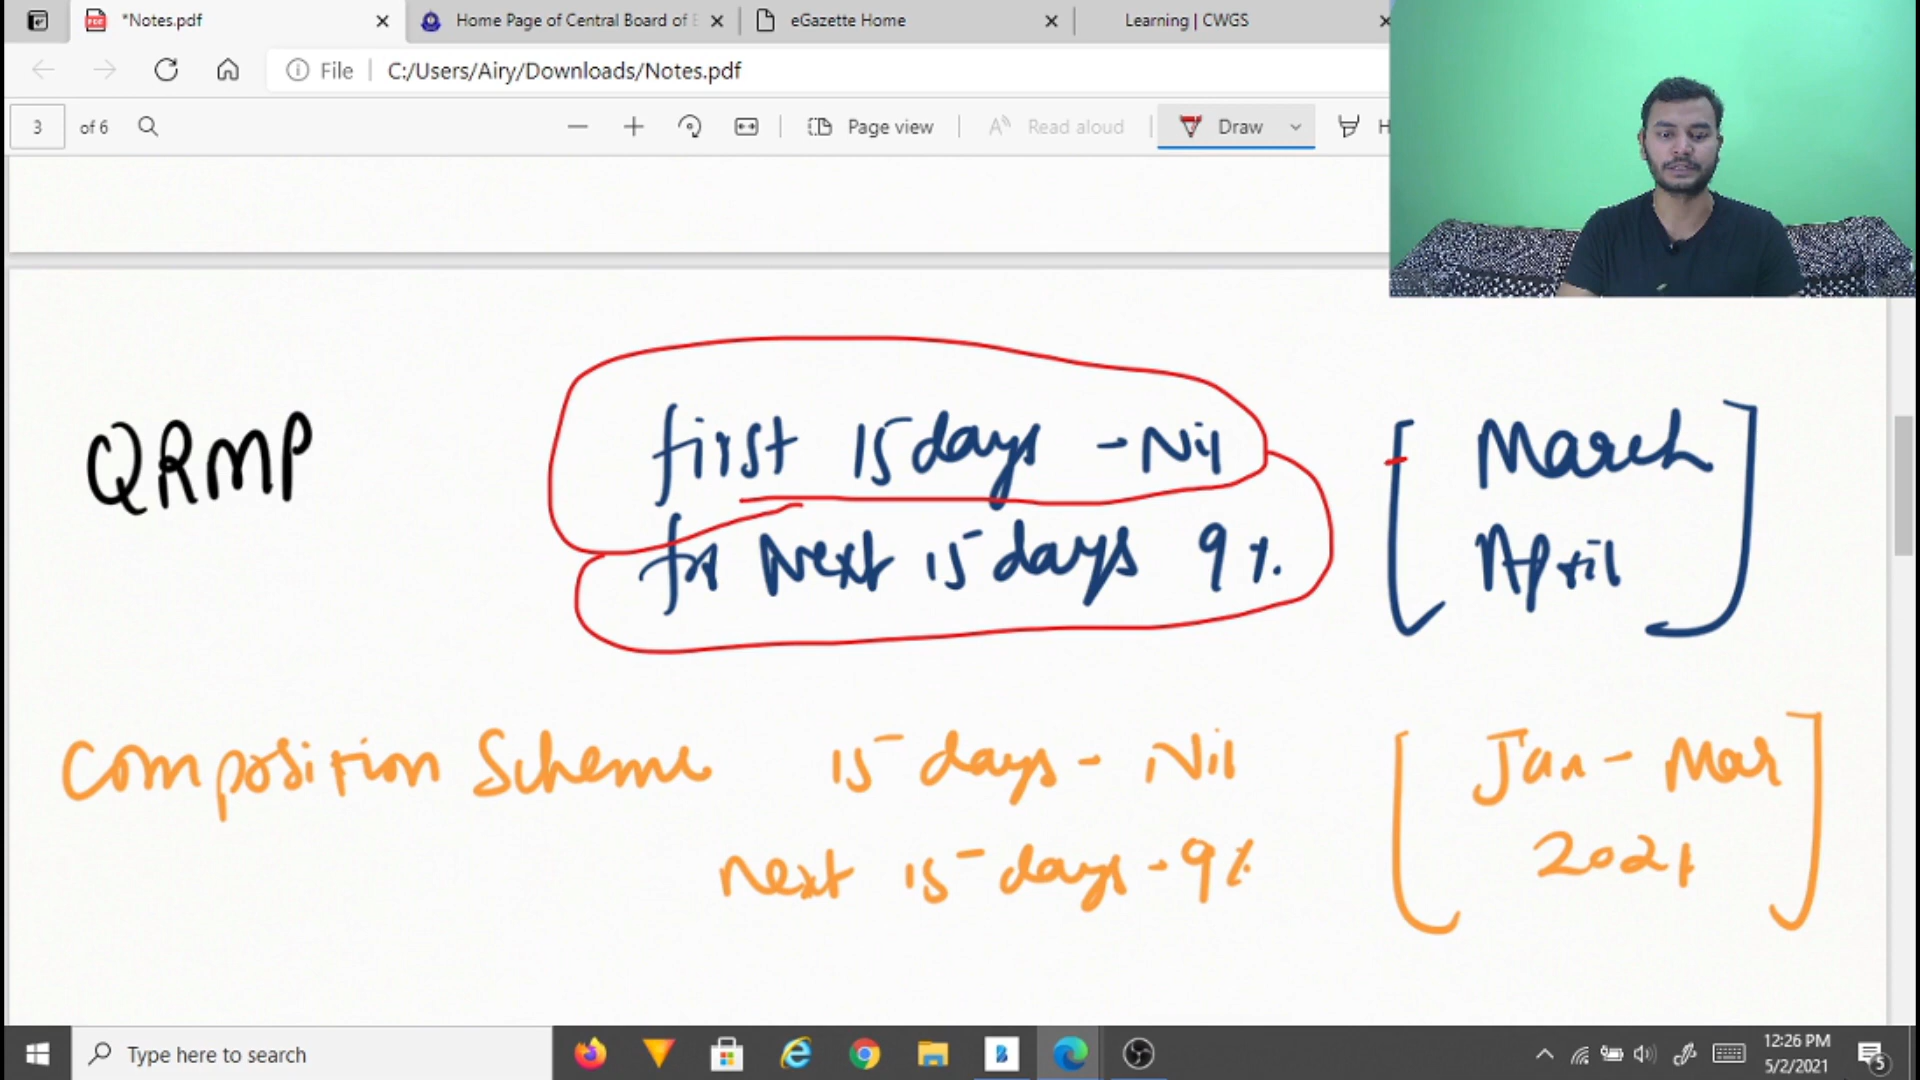 *Notes.pdf
Home Page of Central Board of E
eGazette Home
Learning | CWGS
File
C:/Users/Airy/Downloads/Notes.pdf
3 of 6
Page view
Read aloud
Draw
H
QRMP
first 15 days - Nil
for Next 15 days 9%.
March
April
Composition Scheme 15 days - Nil
next 15 days - 9%
Jan - Mar
2021
Type here to search
12:26 PM
5/2/2021
5